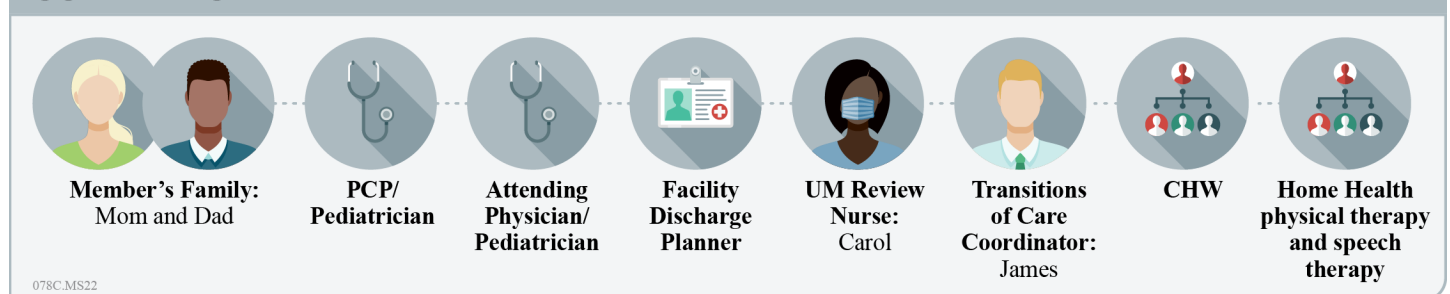 Member’s Family:
Mom and Dad
PCP/
Pediatrician
Attending
Physician/
Pediatrician
Facility
Discharge
Planner
UM Review
Nurse:
Carol
Transitions
of Care
Coordinator:
James
CHW
Home Health
physical therapy
and speech
therapy
078C.MS22